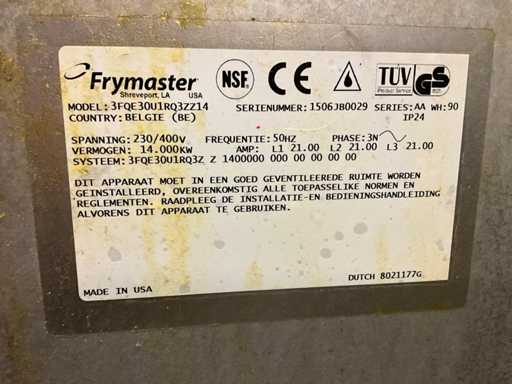 Frymaster NSF CE TÜV GS
Shreveport, LA USA Product Service
MODEL: 3FQE30U1RQ3ZZ14 SERIENUMMER: 1506JB0029 SERIES: AA WH: 90
COUNTRY: BELGIE (BE) IP24
SPANNING: 230/400V FREQUENTIE: 50HZ PHASE: 3N
VERMOGEN: 14.000KW AMP: L1 21.00 L2 21.00 L3 21.00
SYSTEEM: 3FQE30U1RQ3Z Z 1400000 000 00 00 00 00
DIT APPARAAT MOET IN EEN GOED GEVENTILEERDE RUIMTE WORDEN
GEINSTALLEERD, OVEREENKOMSTIG ALLE TOEPASSELIJKE NORMEN EN
REGLEMENTEN. RAADPLEEG DE INSTALLATIE-EN BEDIENINGSHANDLEIDING
ALVORENS DIT APPARAAT TE GEBRUIKEN.
DUTCH 8021177G
MADE IN USA